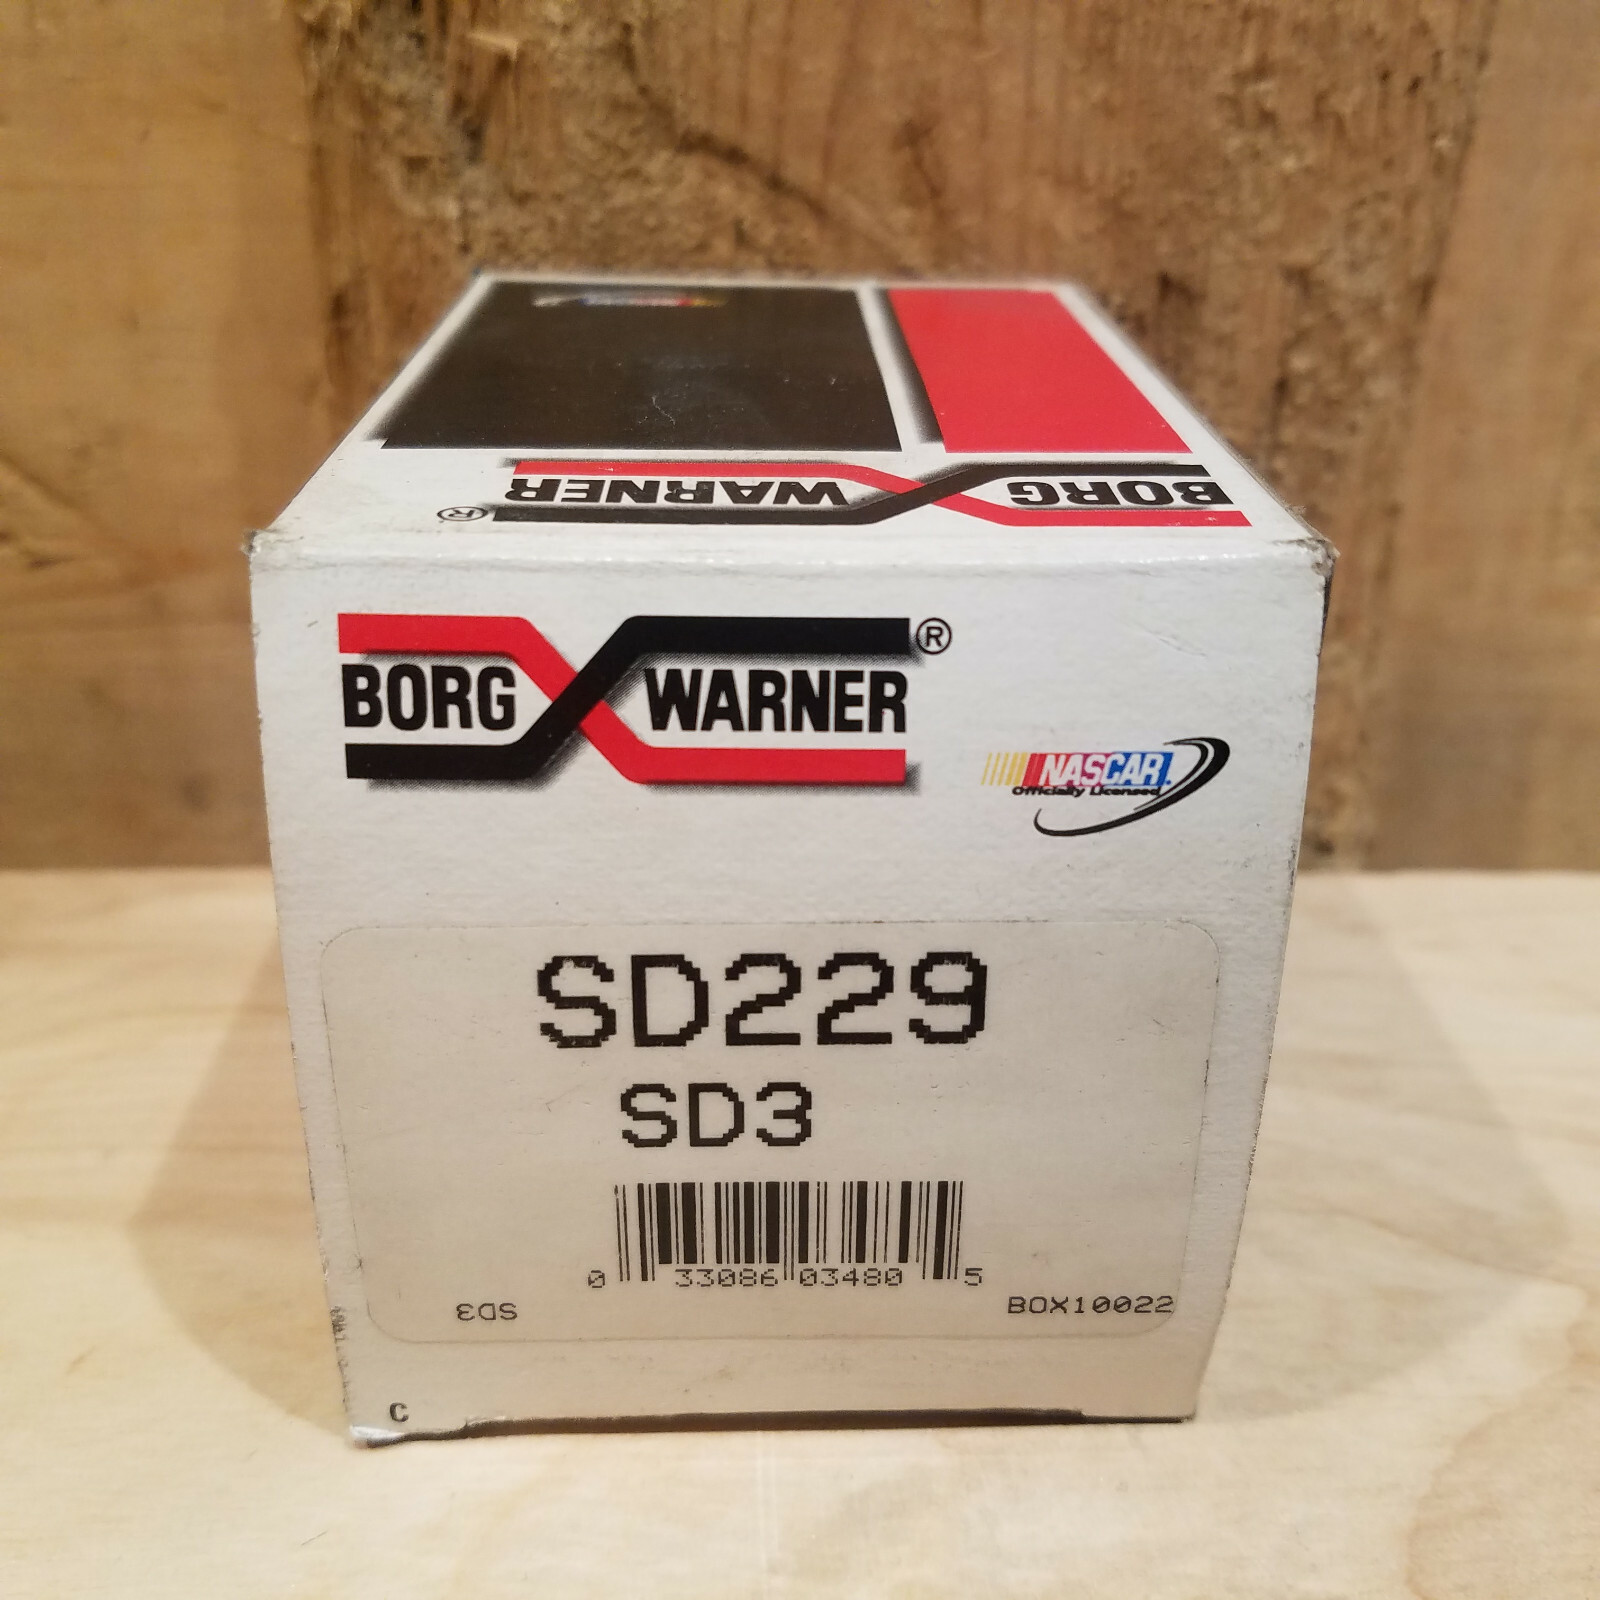 BORG WARNER
®
BORG WARNER®
NASCAR.
Officially Licensed
SD229
SD3
0 33086 03480 5
SD3
BOX10022
C